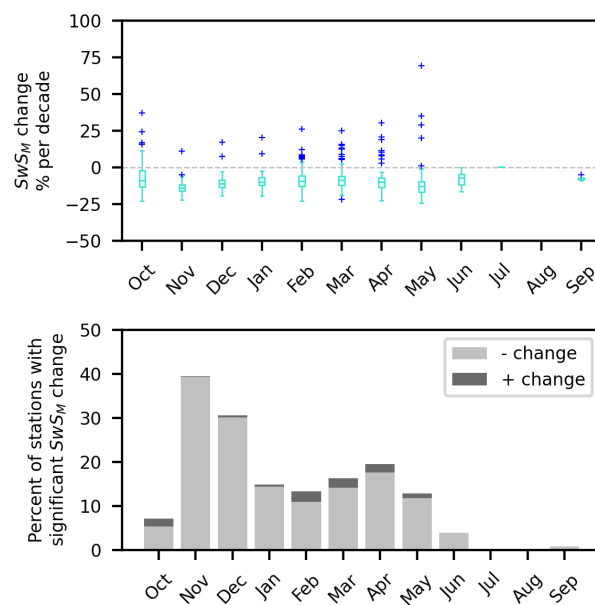 100
75
50
25
0
−25
−50
SwS_M change
% per decade
Oct Nov Dec Jan Feb Mar Apr May Jun Jul Aug Sep
50
40
30
20
10
0
Percent of stations with
significant SwS_M change
- change
+ change
Oct Nov Dec Jan Feb Mar Apr May Jun Jul Aug Sep